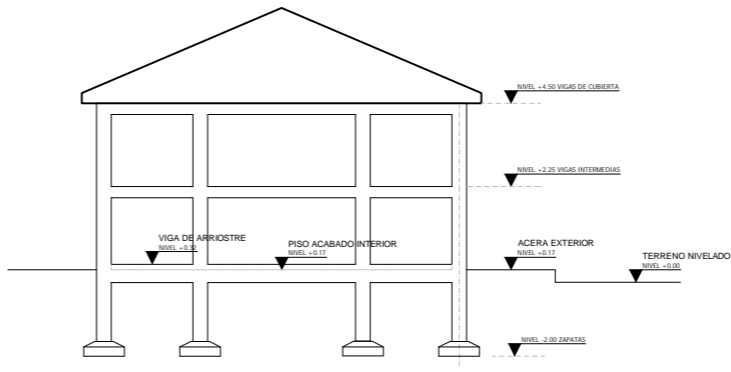 NIVEL +4.50 VIGAS DE CUBIERTA
NIVEL +2.25 VIGAS INTERMEDIAS
VIGA DE ARRIOSTRE
NIVEL +0.32
PISO ACABADO INTERIOR
NIVEL +0.17
ACERA EXTERIOR
NIVEL +0.17
TERRENO NIVELADO
NIVEL +0.00
NIVEL -2.00 ZAPATAS